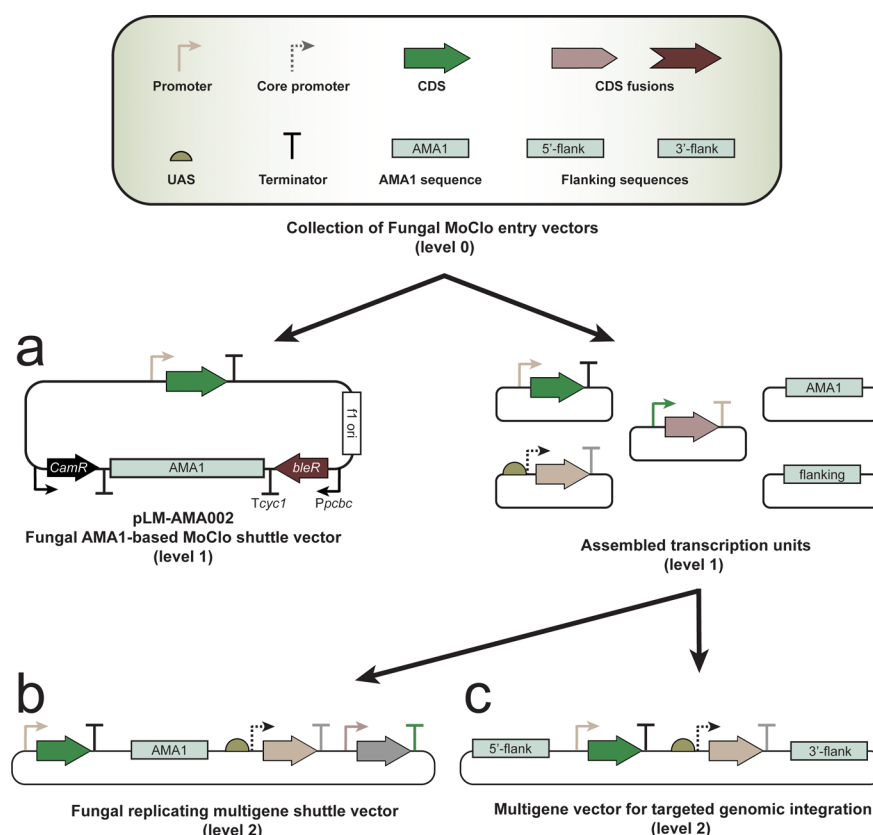 Promoter
Core promoter
CDS
CDS fusions
UAS
Terminator
AMA1
AMA1 sequence
5'-flank
3'-flank
Flanking sequences
Collection of Fungal MoClo entry vectors
(level 0)
a
f1 ori
CamR
AMA1
bleR
Tcyc1
Ppcbc
pLM-AMA002
Fungal AMA1-based MoClo shuttle vector
(level 1)
AMA1
flanking
Assembled transcription units
(level 1)
b
AMA1
Fungal replicating multigene shuttle vector
(level 2)
c
5'-flank
3'-flank
Multigene vector for targeted genomic integration
(level 2)